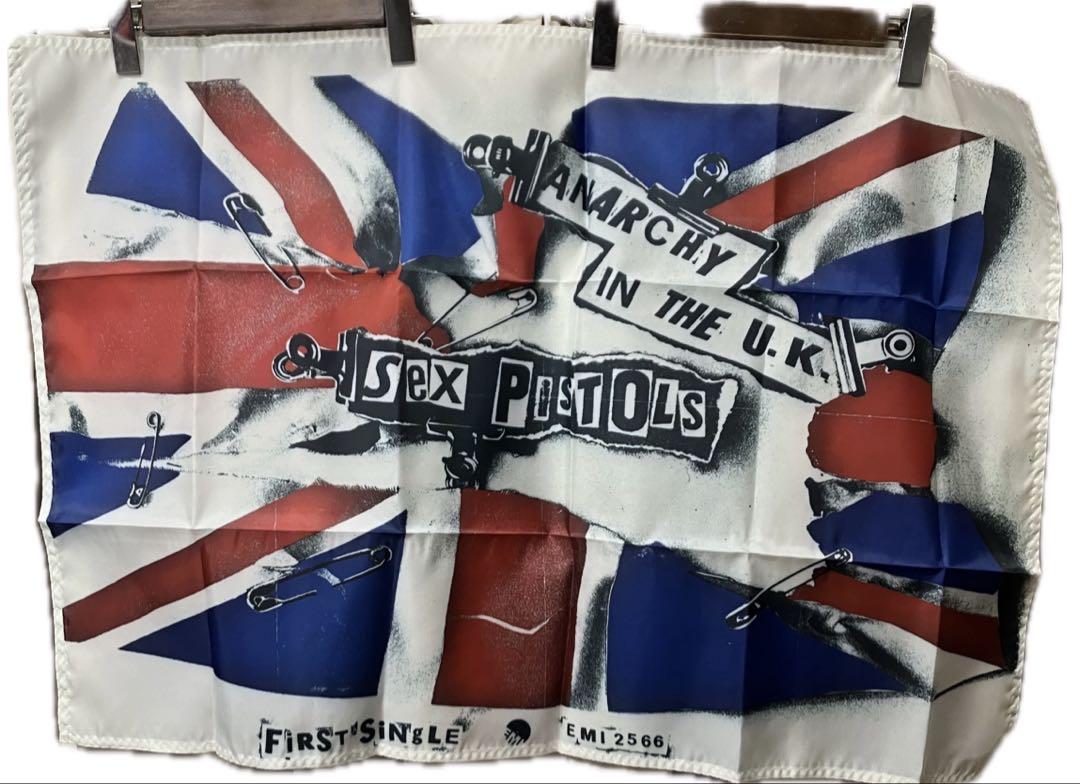 ANARCHY
IN THE U.K.
SEX PISTOLS
FiRST SiNgLE EMI 2566